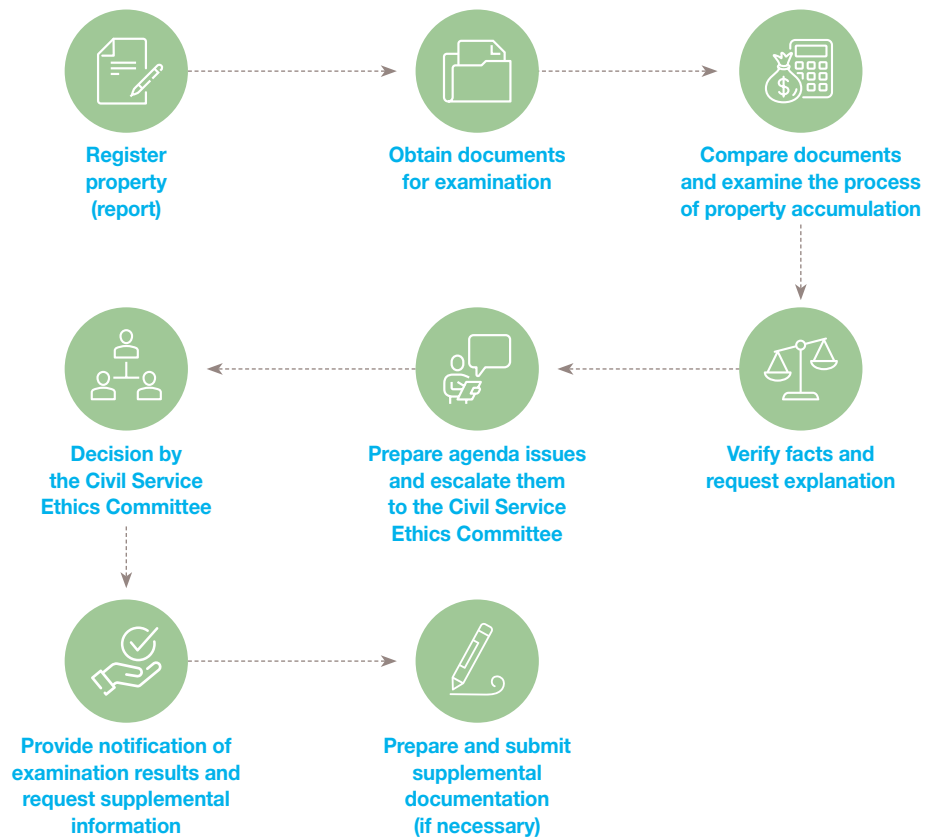 Register
property
(report)
Obtain documents
for examination
Compare documents
and examine the process
of property accumulation
Verify facts and
request explanation
Prepare agenda issues
and escalate them
to the Civil Service
Ethics Committee
Decision by
the Civil Service
Ethics Committee
Provide notification of
examination results and
request supplemental
information
Prepare and submit
supplemental
documentation
(if necessary)